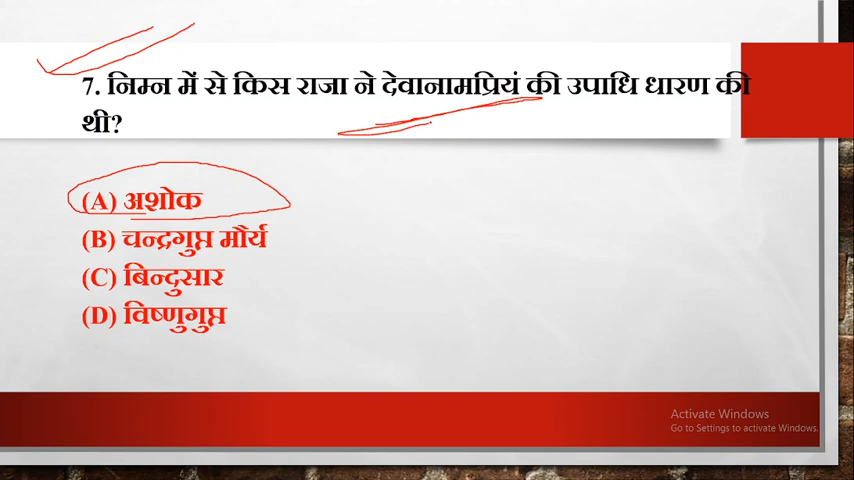 7. निम्न में से किस राजा ने देवानामप्रियं की उपाधि धारण की
थी?
(A) अशोक
(B) चन्द्रगुप्त मौर्य
(C) बिन्दुसार
(D) विष्णुगुप्त
Activate Windows
Go to Settings to activate Windows.